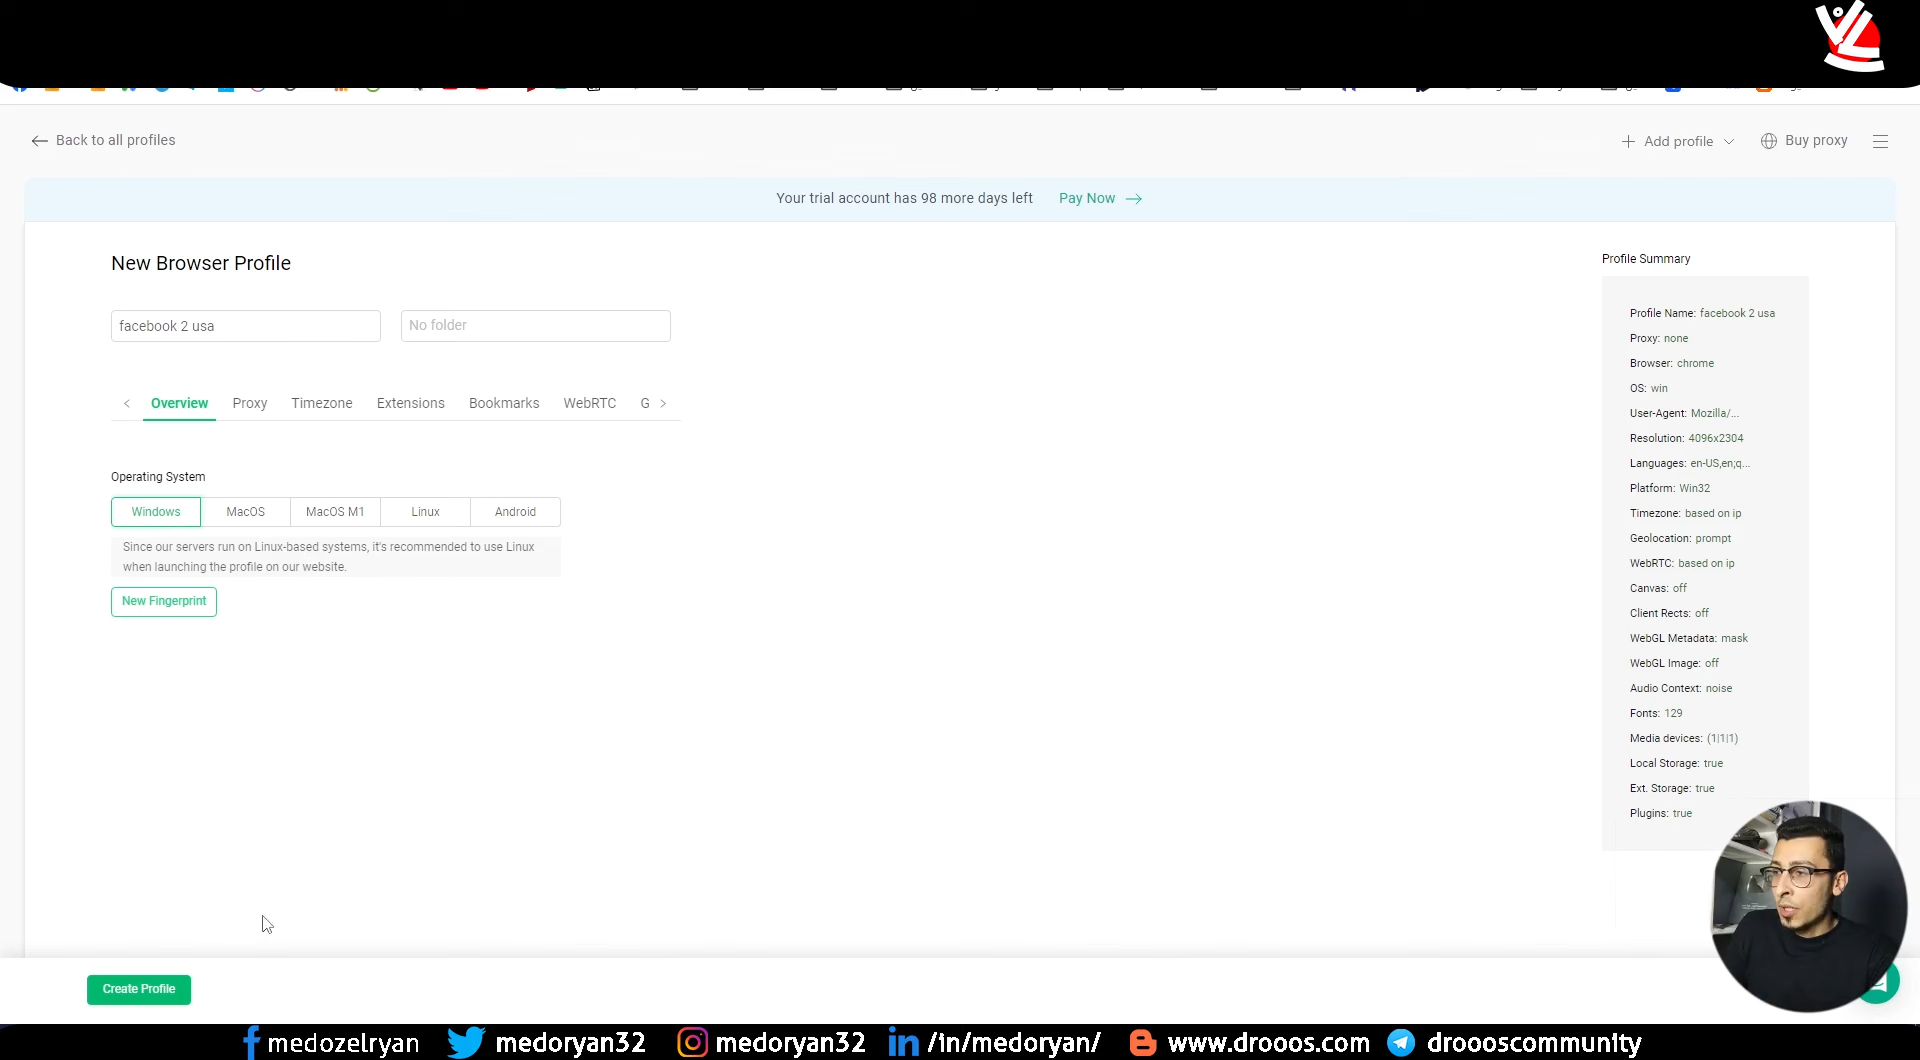 Back to all profiles
Add profile
Buy proxy
Your trial account has 98 more days left Pay Now
New Browser Profile
facebook 2 usa
No folder
Overview Proxy Timezone Extensions Bookmarks WebRTC G
Operating System
Windows MacOS MacOS M1 Linux Android
Since our servers run on Linux-based systems, it's recommended to use Linux
when launching the profile on our website.
New Fingerprint
Profile Summary
Profile Name: facebook 2 usa
Proxy: none
Browser: chrome
OS: win
User-Agent: Mozilla/...
Resolution: 4096x2304
Languages: en-US,en;q...
Platform: Win32
Timezone: based on ip
Geolocation: prompt
WebRTC: based on ip
Canvas: off
Client Rects: off
WebGL Metadata: mask
WebGL Image: off
Audio Context: noise
Fonts: 129
Media devices: (1|1|1)
Local Storage: true
Ext. Storage: true
Plugins: true
Create Profile
medozelryan medoryan32 medoryan32 /in/medoryan/ www.drooos.com droooscommunity